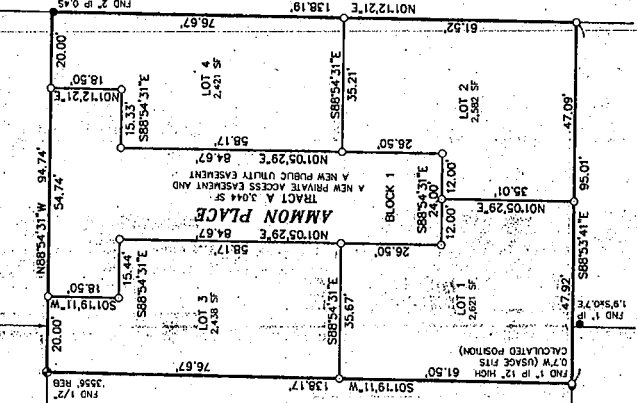 FND 2" IP 0.4S
76.67'
138.19'
N01°12'21"E
61.52'
20.00'
18.50'
N01°12'21"E
15.33'
S88°54'31"E
LOT 4
2,421 SF
S88°54'31"E
35.21'
LOT 2
2,582 SF
47.09'
95.01'
S88°53'41"E
47.92'
N88°54'31"W
94.74'
54.74'
58.17'
84.67'
N01°05'29"E
26.50'
TRACT A 3,044 SF
A NEW PRIVATE ACCESS EASEMENT AND
A NEW PUBLIC UTILITY EASEMENT
AMMON PLACE
BLOCK 1
S88°54'31"E
24.00'
12.00'
12.00'
35.01'
N01°05'29"E
58.17'
84.67'
N01°05'29"E
26.50'
15.44'
S88°54'31"E
18.50'
S01°19'11"W
20.00'
LOT 3
2,438 SF
S88°54'31"E
35.67'
LOT 1
2,621 SF
76.67'
138.17'
S01°19'11"W
61.50'
FND 1/2"
REB
FND 1" IP 12" HIGH
0.7'W (USAGE FITS
CALCULATED POSITION)
FND 1" IP